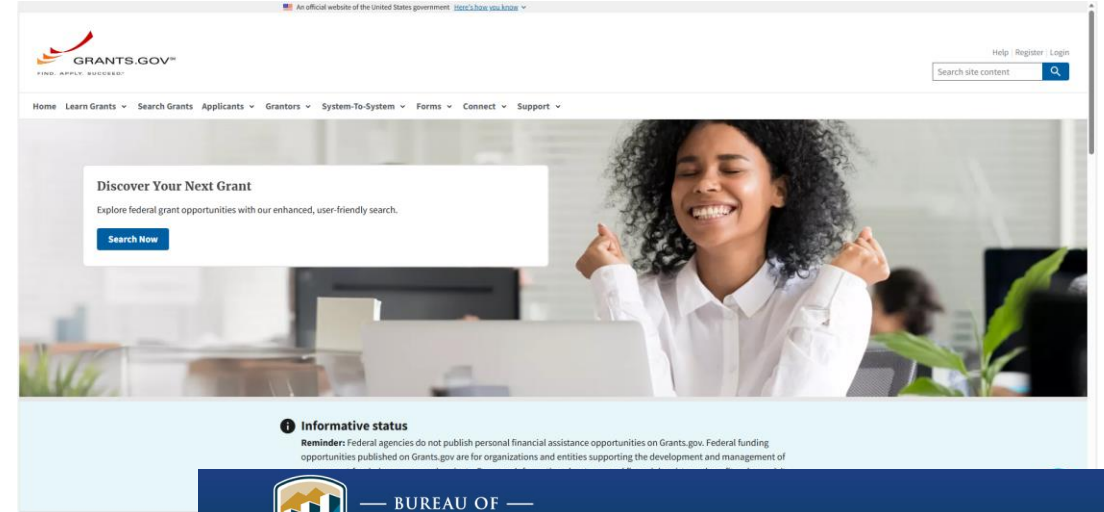 An official website of the United States government Here's how you know
GRANTS.GOV℠
FIND. APPLY. SUCCEED.℠
Help | Register | Login
Search site content
Home Learn Grants Search Grants Applicants Grantors System-To-System Forms Connect Support
Discover Your Next Grant
Explore federal grant opportunities with our enhanced, user-friendly search.
Search Now
Informative status
Reminder: Federal agencies do not publish personal financial assistance opportunities on Grants.gov. Federal funding
opportunities published on Grants.gov are for organizations and entities supporting the development and management of
BUREAU OF